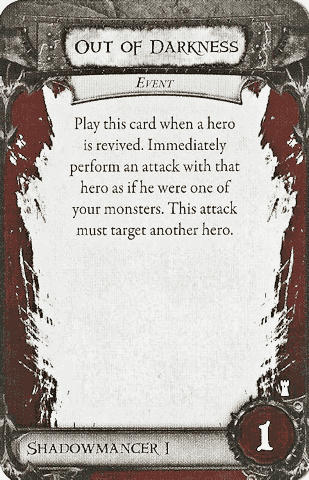 Out of Darkness
Event
Play this card when a hero
is revived. Immediately
perform an attack with that
hero as if he were one of
your monsters. This attack
must target another hero.
Shadowmancer I
1